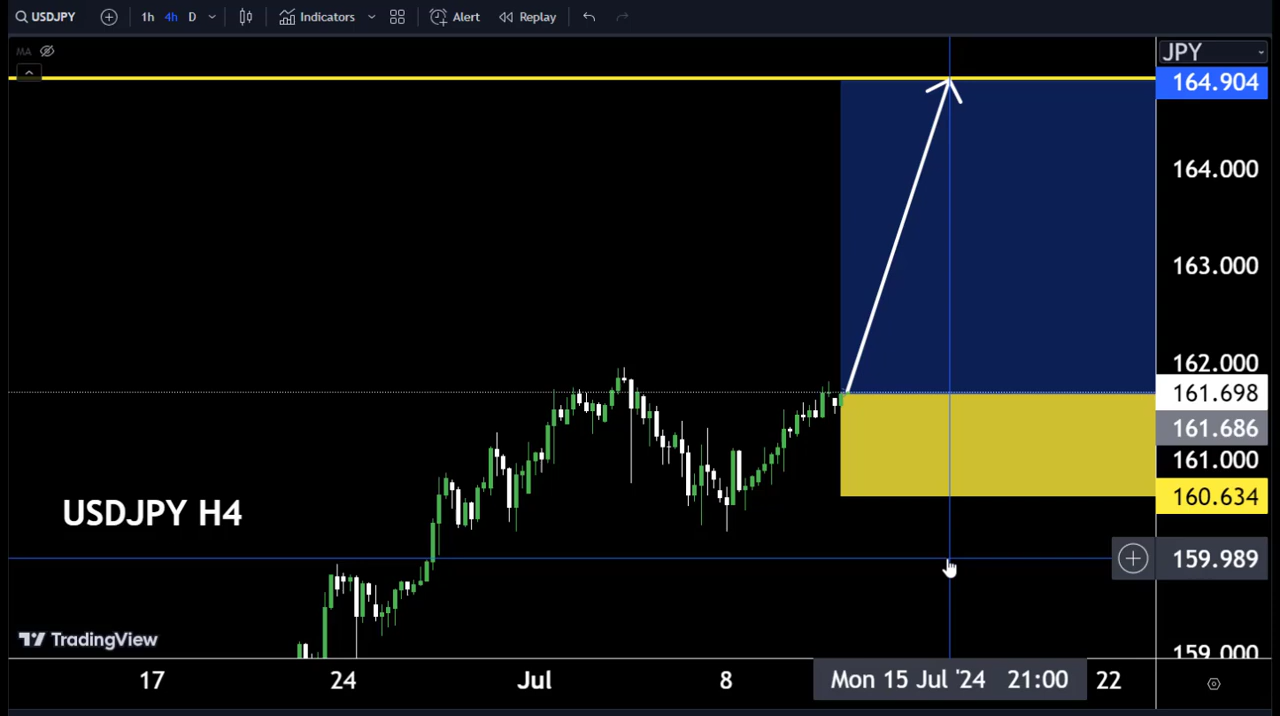 USDJPY 1h 4h D Indicators Alert Replay
MA
JPY
164.904
164.000
163.000
162.000
161.698
161.686
161.000
160.634
USDJPY H4
159.989
TradingView
159.000
17 24 Jul 8 Mon 15 Jul '24 21:00 22